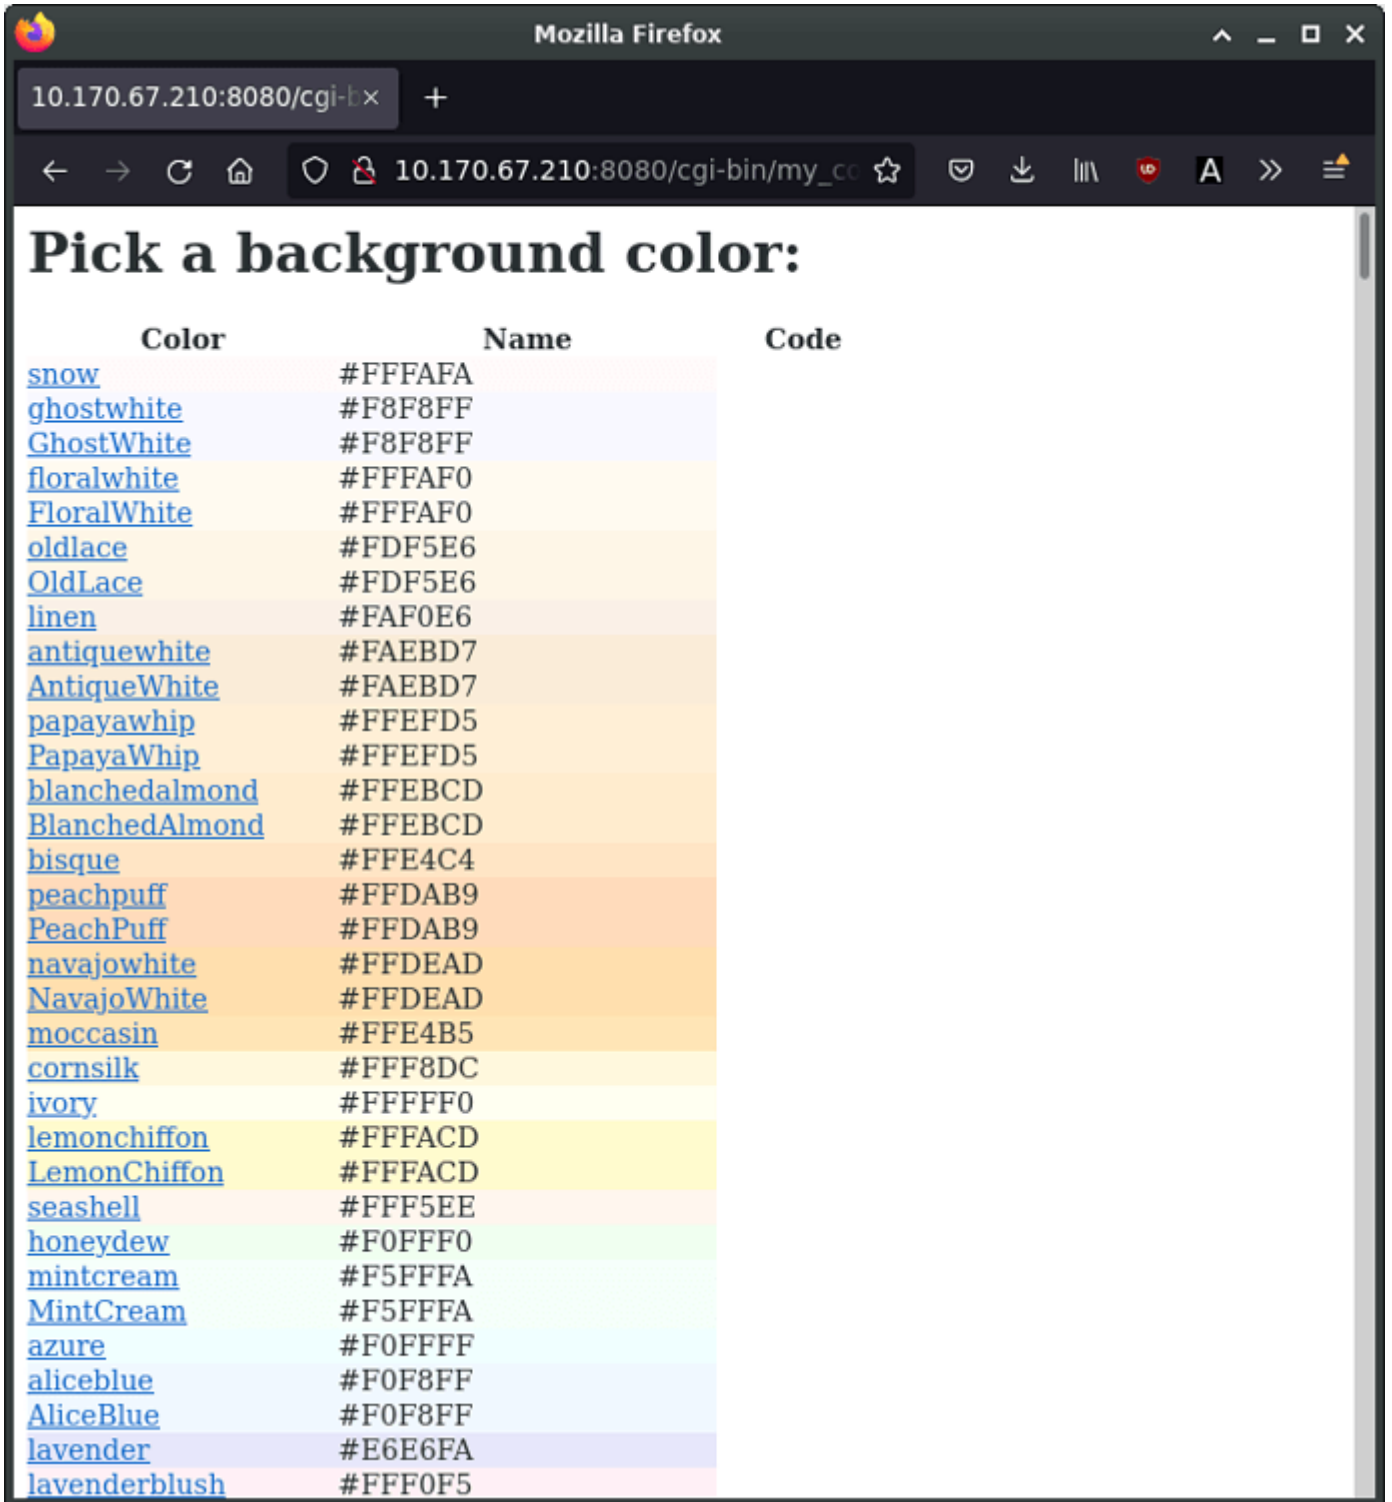 Mozilla Firefox
10.170.67.210:8080/cgi-b
10.170.67.210:8080/cgi-bin/my_co
A
Pick a background color:
Color Name Code
snow #FFFAFA
ghostwhite #F8F8FF
GhostWhite #F8F8FF
floralwhite #FFFAF0
FloralWhite #FFFAF0
oldlace #FDF5E6
OldLace #FDF5E6
linen #FAF0E6
antiquewhite #FAEBD7
AntiqueWhite #FAEBD7
papayawhip #FFEFD5
PapayaWhip #FFEFD5
blanchedalmond #FFEBCD
BlanchedAlmond #FFEBCD
bisque #FFE4C4
peachpuff #FFDAB9
PeachPuff #FFDAB9
navajowhite #FFDEAD
NavajoWhite #FFDEAD
moccasin #FFE4B5
cornsilk #FFF8DC
ivory #FFFFF0
lemonchiffon #FFFACD
LemonChiffon #FFFACD
seashell #FFF5EE
honeydew #F0FFF0
mintcream #F5FFFA
MintCream #F5FFFA
azure #F0FFFF
aliceblue #F0F8FF
AliceBlue #F0F8FF
lavender #E6E6FA
lavenderblush #FFF0F5